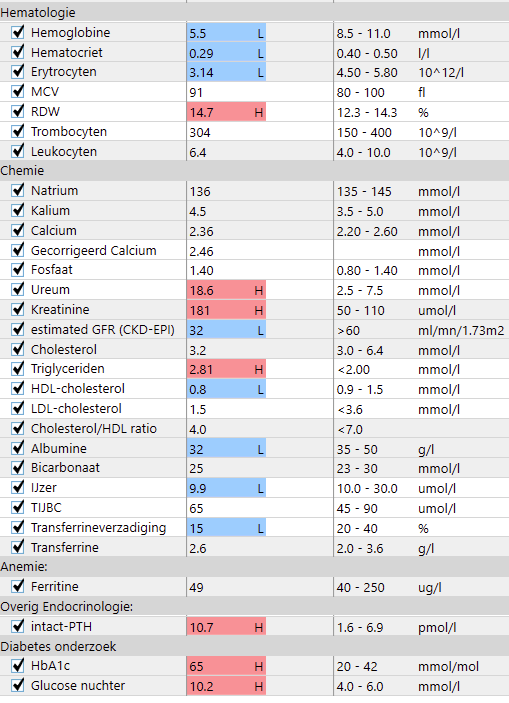 Hematologie
Hemoglobine 5.5 L 8.5 - 11.0 mmol/l
Hematocriet 0.29 L 0.40 - 0.50 l/l
Erytrocyten 3.14 L 4.50 - 5.80 10^12/l
MCV 91 80 - 100 fl
RDW 14.7 H 12.3 - 14.3 %
Trombocyten 304 150 - 400 10^9/l
Leukocyten 6.4 4.0 - 10.0 10^9/l
Chemie
Natrium 136 135 - 145 mmol/l
Kalium 4.5 3.5 - 5.0 mmol/l
Calcium 2.36 2.20 - 2.60 mmol/l
Gecorrigeerd Calcium 2.46 mmol/l
Fosfaat 1.40 0.80 - 1.40 mmol/l
Ureum 18.6 H 2.5 - 7.5 mmol/l
Kreatinine 181 H 50 - 110 umol/l
estimated GFR (CKD-EPI) 32 L >60 ml/mn/1.73m2
Cholesterol 3.2 3.0 - 6.4 mmol/l
Triglyceriden 2.81 H <2.00 mmol/l
HDL-cholesterol 0.8 L 0.9 - 1.5 mmol/l
LDL-cholesterol 1.5 <3.6 mmol/l
Cholesterol/HDL ratio 4.0 <7.0
Albumine 32 L 35 - 50 g/l
Bicarbonaat 25 23 - 30 mmol/l
IJzer 9.9 L 10.0 - 30.0 umol/l
TIJBC 65 45 - 90 umol/l
Transferrineverzadiging 15 L 20 - 40 %
Transferrine 2.6 2.0 - 3.6 g/l
Anemie:
Ferritine 49 40 - 250 ug/l
Overig Endocrinologie:
intact-PTH 10.7 H 1.6 - 6.9 pmol/l
Diabetes onderzoek
HbA1c 65 H 20 - 42 mmol/mol
Glucose nuchter 10.2 H 4.0 - 6.0 mmol/l